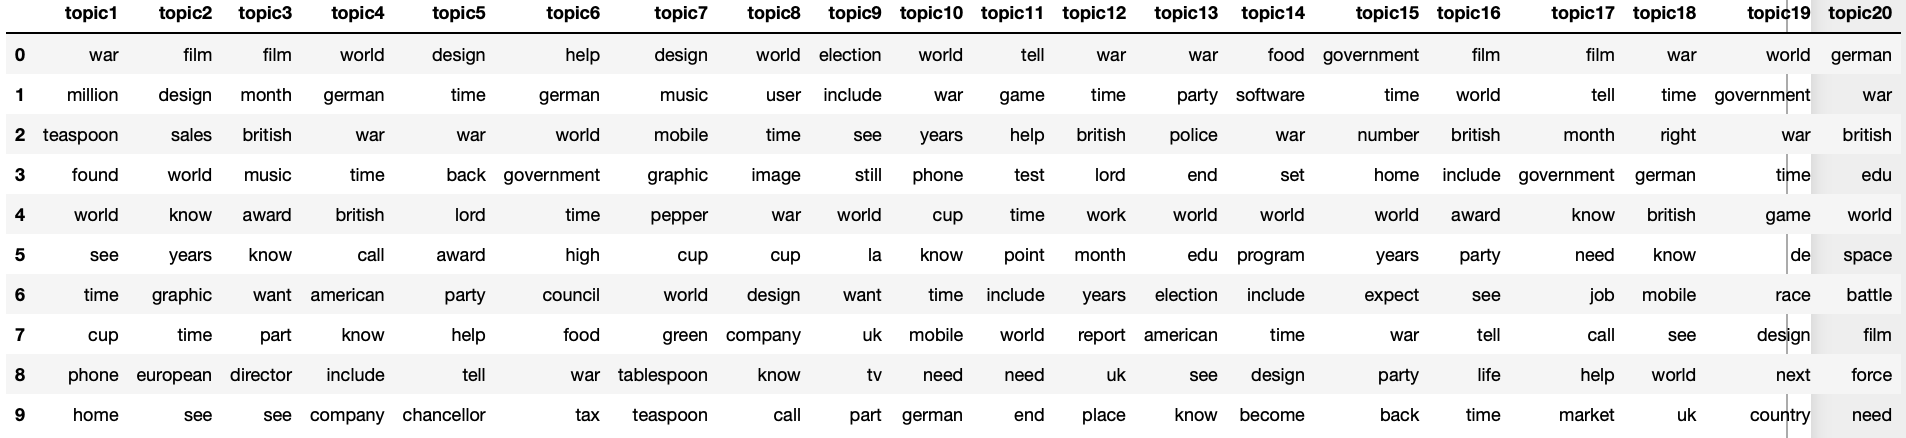 topic1 topic2 topic3 topic4 topic5 topic6 topic7 topic8 topic9 topic10 topic11 topic12 topic13 topic14 topic15 topic16 topic17 topic18 topic19 topic20
0 war film film world design help design world election world tell war war food government film film war world german
1 million design month german time german music user include war game time party software time world tell time government war
2 teaspoon sales british war war world mobile time see years help british police war number british month right war british
3 found world music time back government graphic image still phone test lord end set home include government german time edu
4 world know award british lord time pepper war world cup time work world world world award know british game world
5 see years know call award high cup cup la know point month edu program years party need know de space
6 time graphic want american party council world design want time include years election include expect see job mobile race battle
7 cup time part know help food green company uk mobile world report american time war tell call see design film
8 phone european director include tell war tablespoon know tv need need uk see design party life help world next force
9 home see see company chancellor tax teaspoon call part german end place know become back time market uk country need